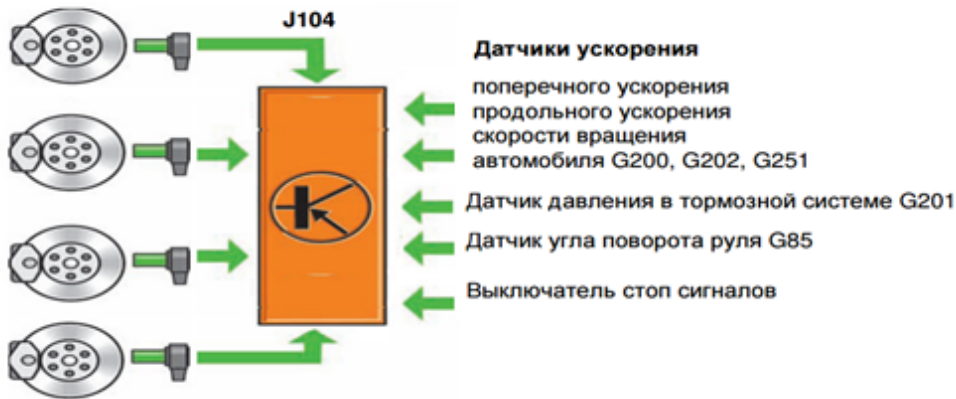 J104
Датчики ускорения
поперечного ускорения
продольного ускорения
скорости вращения
автомобиля G200, G202, G251
Датчик давления в тормозной системе G201
Датчик угла поворота руля G85
Выключатель стоп сигналов